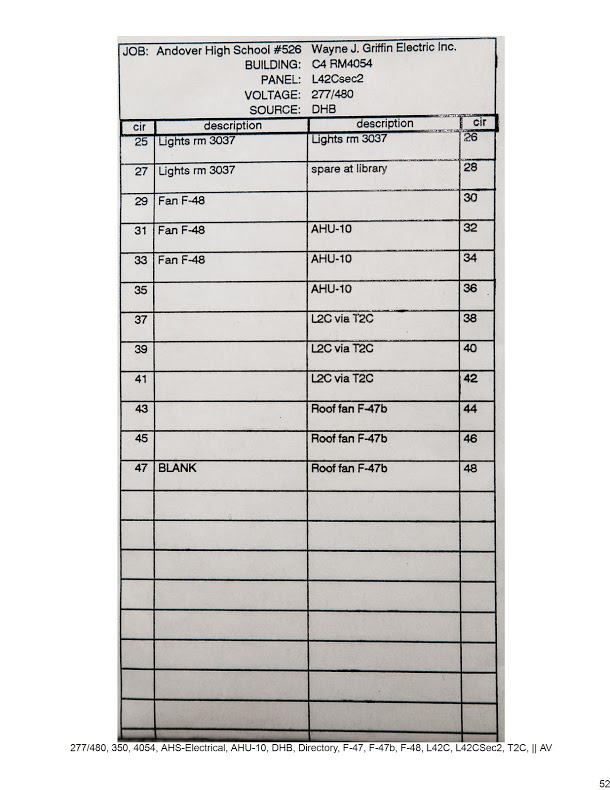 JOB: Andover High School #526 Wayne J. Griffin Electric Inc.
BUILDING: C4 RM4054
PANEL: L42Csec2
VOLTAGE: 277/480
SOURCE: DHB
cir description description cir
25 Lights rm 3037 Lights rm 3037 26
27 Lights rm 3037 spare at library 28
29 Fan F-48 30
31 Fan F-48 AHU-10 32
33 Fan F-48 AHU-10 34
35 AHU-10 36
37 L2C via T2C 38
39 L2C via T2C 40
41 L2C via T2C 42
43 Roof fan F-47b 44
45 Roof fan F-47b 46
47 BLANK Roof fan F-47b 48
277/480, 350, 4054, AHS-Electrical, AHU-10, DHB, Directory, F-47, F-47b, F-48, L42C, L42CSec2, T2C, || AV
52